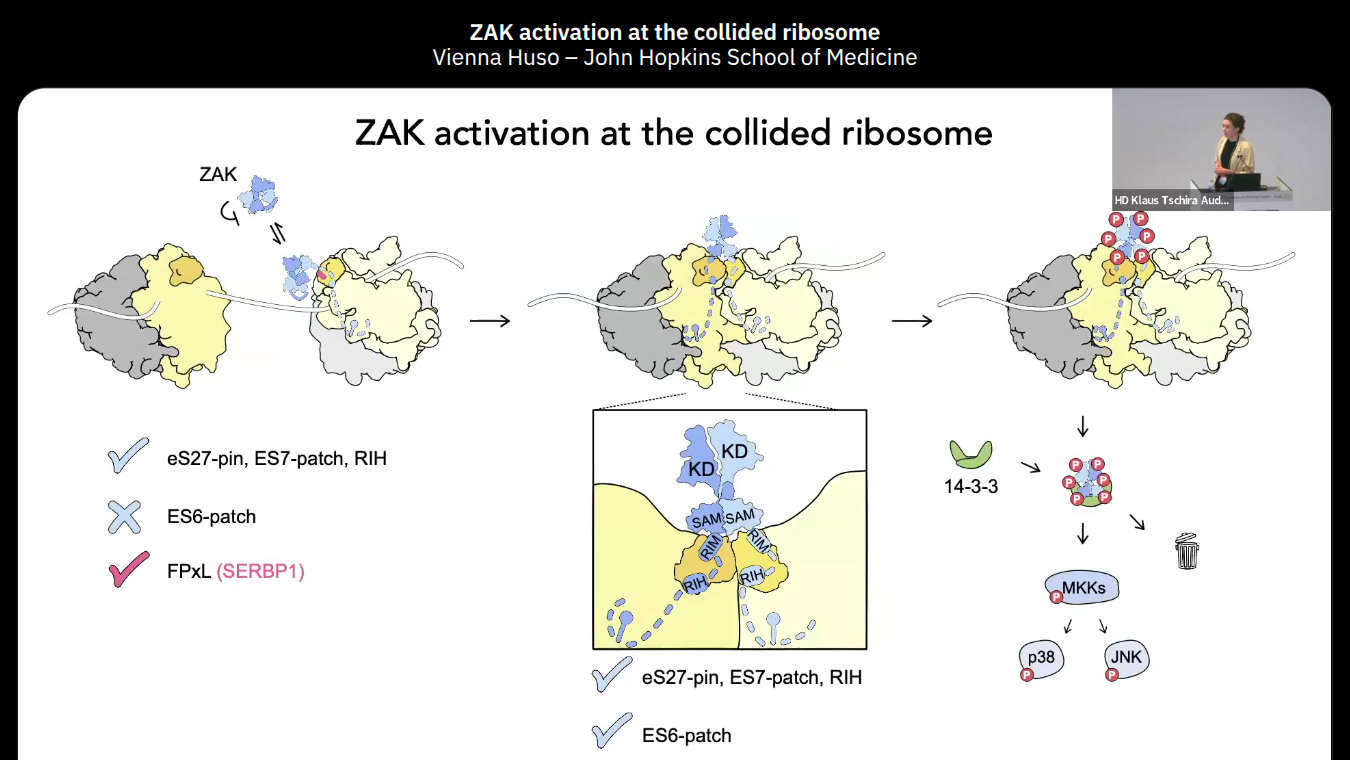 ZAK activation at the collided ribosome
Vienna Huso – John Hopkins School of Medicine
ZAK activation at the collided ribosome
HD Klaus Tschira Aud...
ZAK
P P
P P
P P
eS27-pin, ES7-patch, RIH
ES6-patch
FPxL (SERBP1)
KD KD
SAM SAM
RIM RIM
RIH RIH
eS27-pin, ES7-patch, RIH
ES6-patch
14-3-3
P P
P P
P P
MKKs
P
p38
P
JNK
P